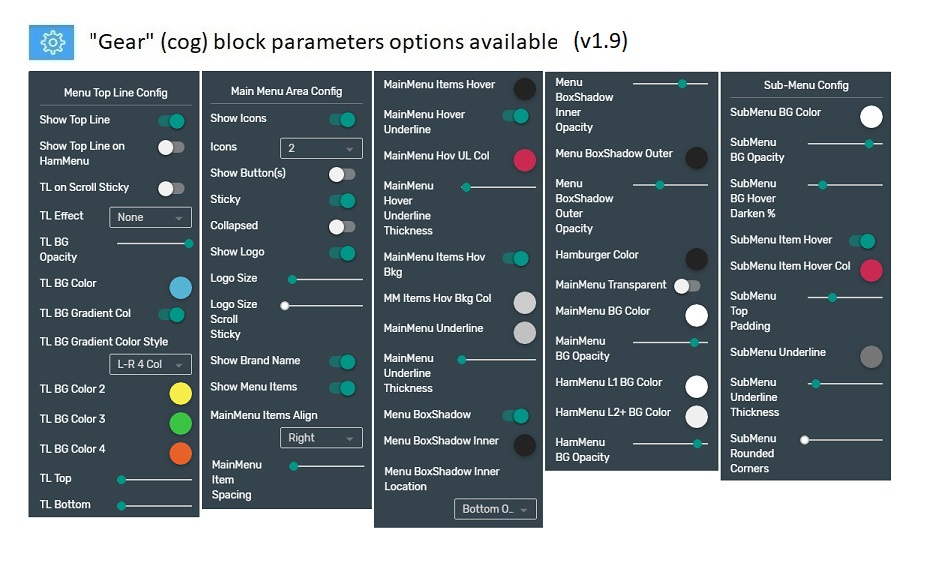 "Gear" (cog) block parameters options available (v1.9)
Menu Top Line Config
Show Top Line
Show Top Line on
HamMenu
TL on Scroll Sticky
TL Effect
None
TL BG
Opacity
TL BG Color
TL BG Gradient Col
TL BG Gradient Color Style
L-R 4 Col
TL BG Color 2
TL BG Color 3
TL BG Color 4
TL Top
TL Bottom
Main Menu Area Config
Show Icons
Icons
2
Show Button(s)
Sticky
Collapsed
Show Logo
Logo Size
Logo Size
Scroll
Sticky
Show Brand Name
Show Menu Items
MainMenu Items Align
Right
MainMenu
Item
Spacing
MainMenu Items Hover
MainMenu Hover
Underline
MainMenu Hov UL Col
MainMenu
Hover
Underline
Thickness
MainMenu Items Hov
Bkg
MM Items Hov Bkg Col
MainMenu Underline
MainMenu
Underline
Thickness
Menu BoxShadow
Menu BoxShadow Inner
Menu BoxShadow Inner
Location
Bottom O...
Menu
BoxShadow
Inner
Opacity
Menu BoxShadow Outer
Menu
BoxShadow
Outer
Opacity
Hamburger Color
MainMenu Transparent
MainMenu BG Color
MainMenu
BG Opacity
HamMenu L1 BG Color
HamMenu L2+ BG Color
HamMenu
BG Opacity
Sub-Menu Config
SubMenu BG Color
SubMenu
BG Opacity
SubMenu
BG Hover
Darken %
SubMenu Item Hover
SubMenu Item Hover Col
SubMenu
Top
Padding
SubMenu Underline
SubMenu
Underline
Thickness
SubMenu
Rounded
Corners